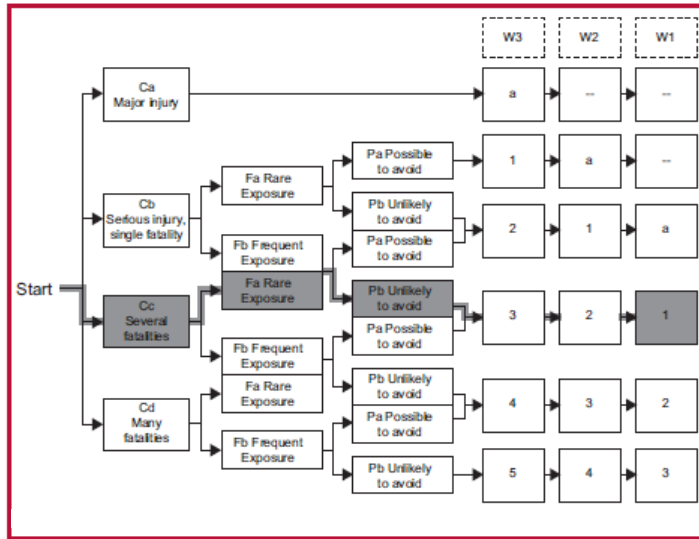 W3 W2 W1
Ca
Major injury
a -- --
Pa Possible
to avoid
1 a --
Fa Rare
Exposure
Cb
Serious injury,
single fatality
Pb Unlikely
to avoid
2 1 a
Fb Frequent
Exposure
Pa Possible
to avoid
Fa Rare
Exposure
Start
Cc
Several
fatalities
Pb Unlikely
to avoid
3 2 1
Pa Possible
to avoid
Fb Frequent
Exposure
Fa Rare
Exposure
Pb Unlikely
to avoid
4 3 2
Cd
Many
fatalities
Pa Possible
to avoid
Fb Frequent
Exposure
Pb Unlikely
to avoid
5 4 3